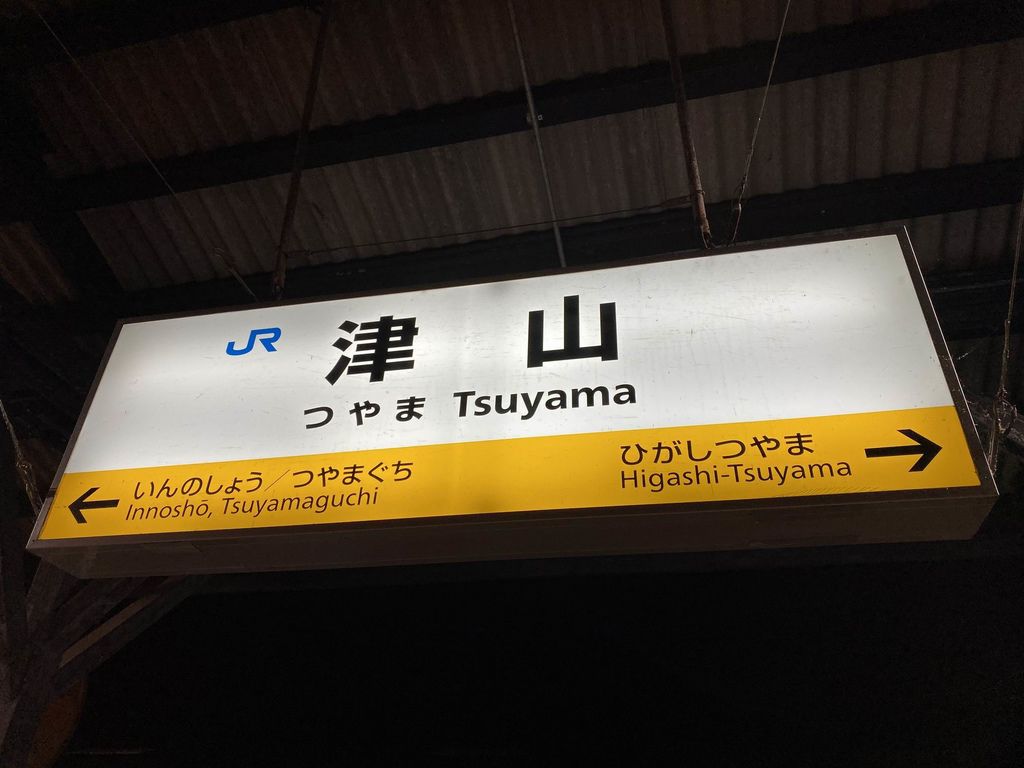 JR 津山
つやま Tsuyama
いんのしょう／つやまぐち
Innoshō, Tsuyamaguchi
ひがしつやま
Higashi-Tsuyama